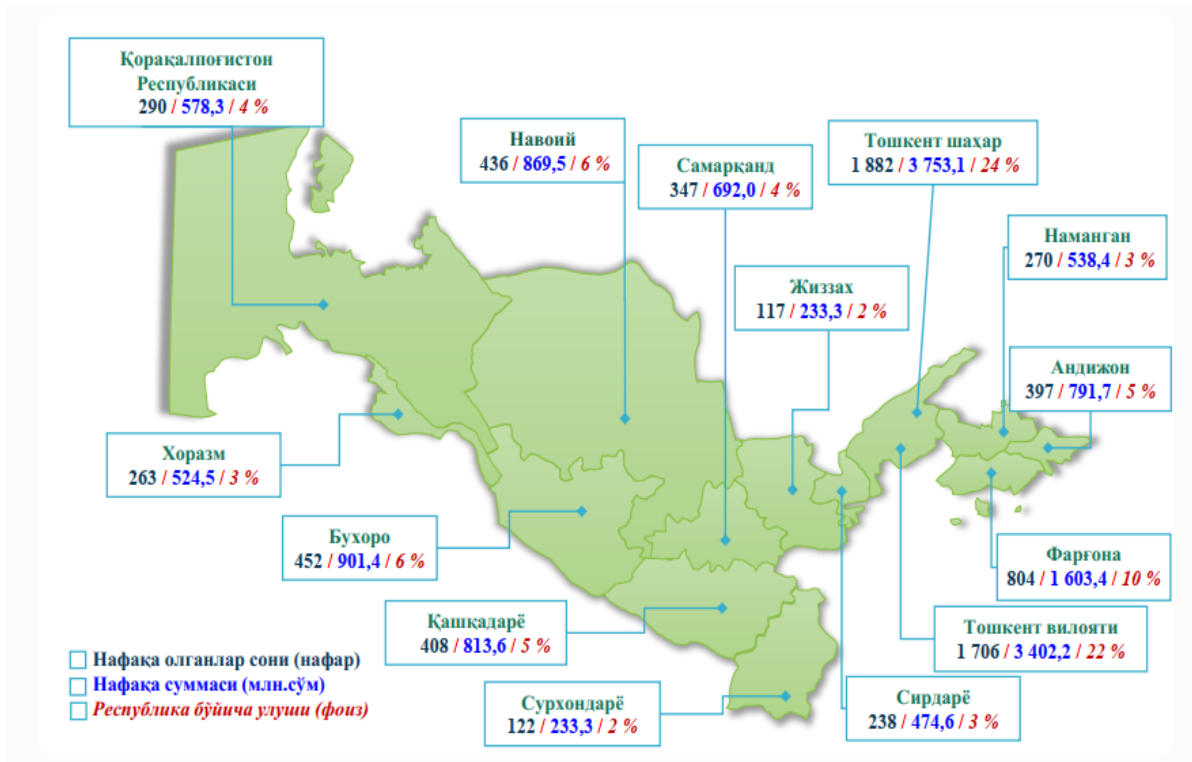 Қорақалпоғистон
Республикаси
290 / 578,3 / 4 %
Навоий
436 / 869,5 / 6 %
Самарқанд
347 / 692,0 / 4 %
Тошкент шаҳар
1 882 / 3 753,1 / 24 %
Наманган
270 / 538,4 / 3 %
Жиззах
117 / 233,3 / 2 %
Андижон
397 / 791,7 / 5 %
Хоразм
263 / 524,5 / 3 %
Бухоро
452 / 901,4 / 6 %
Фарғона
804 / 1 603,4 / 10 %
Қашқадарё
408 / 813,6 / 5 %
Тошкент вилояти
1 706 / 3 402,2 / 22 %
Сурхондарё
122 / 233,3 / 2 %
Сирдарё
238 / 474,6 / 3 %
Нафақа олганлар сони (нафар)
Нафақа суммаси (млн.сўм)
Республика бўйича улуши (фоиз)